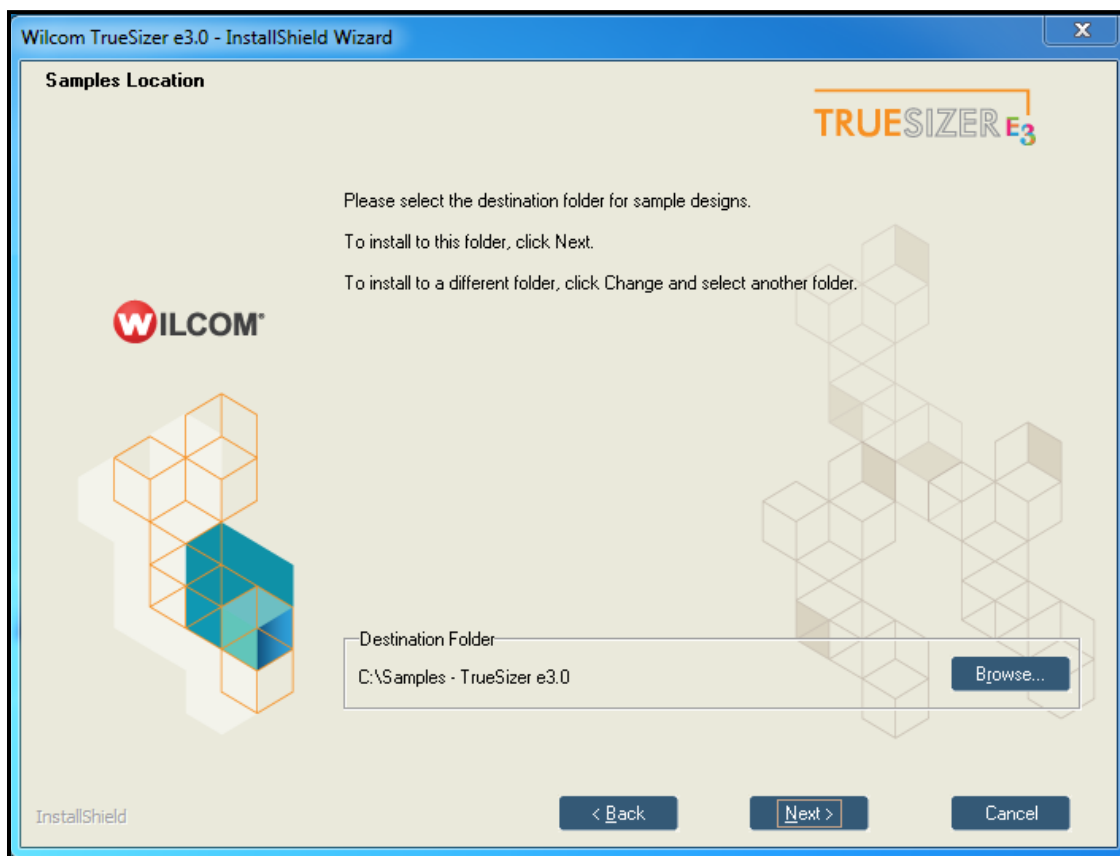 Wilcom TrueSizer e3.0 - InstallShield Wizard
X
Samples Location
TRUESIZER E3
Please select the destination folder for sample designs.
To install to this folder, click Next.
To install to a different folder, click Change and select another folder.
WILCOM®
Destination Folder
C:\Samples - TrueSizer e3.0
Browse...
InstallShield
< Back
Next >
Cancel